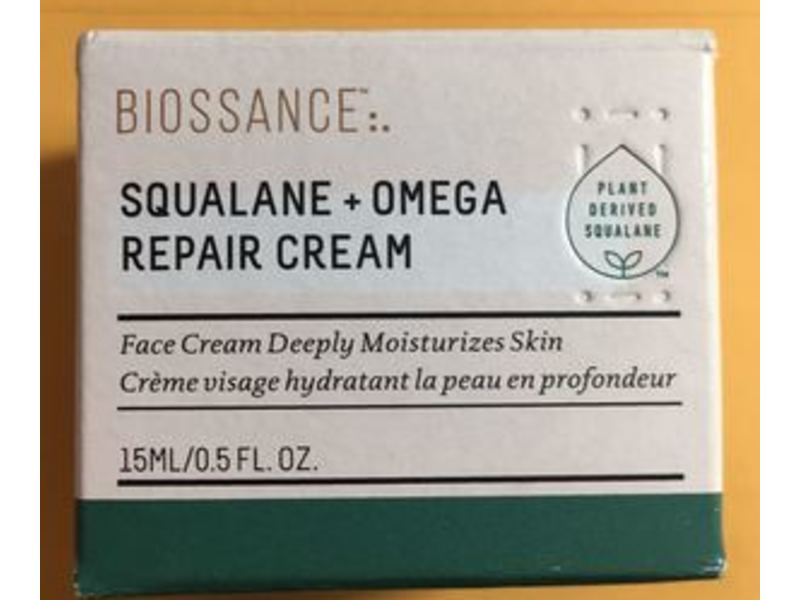 BIOSSANCE™:.
SQUALANE + OMEGA
REPAIR CREAM
PLANT
DERIVED
SQUALANE
™
Face Cream Deeply Moisturizes Skin
Crème visage hydratant la peau en profondeur
15ML/0.5 FL. OZ.